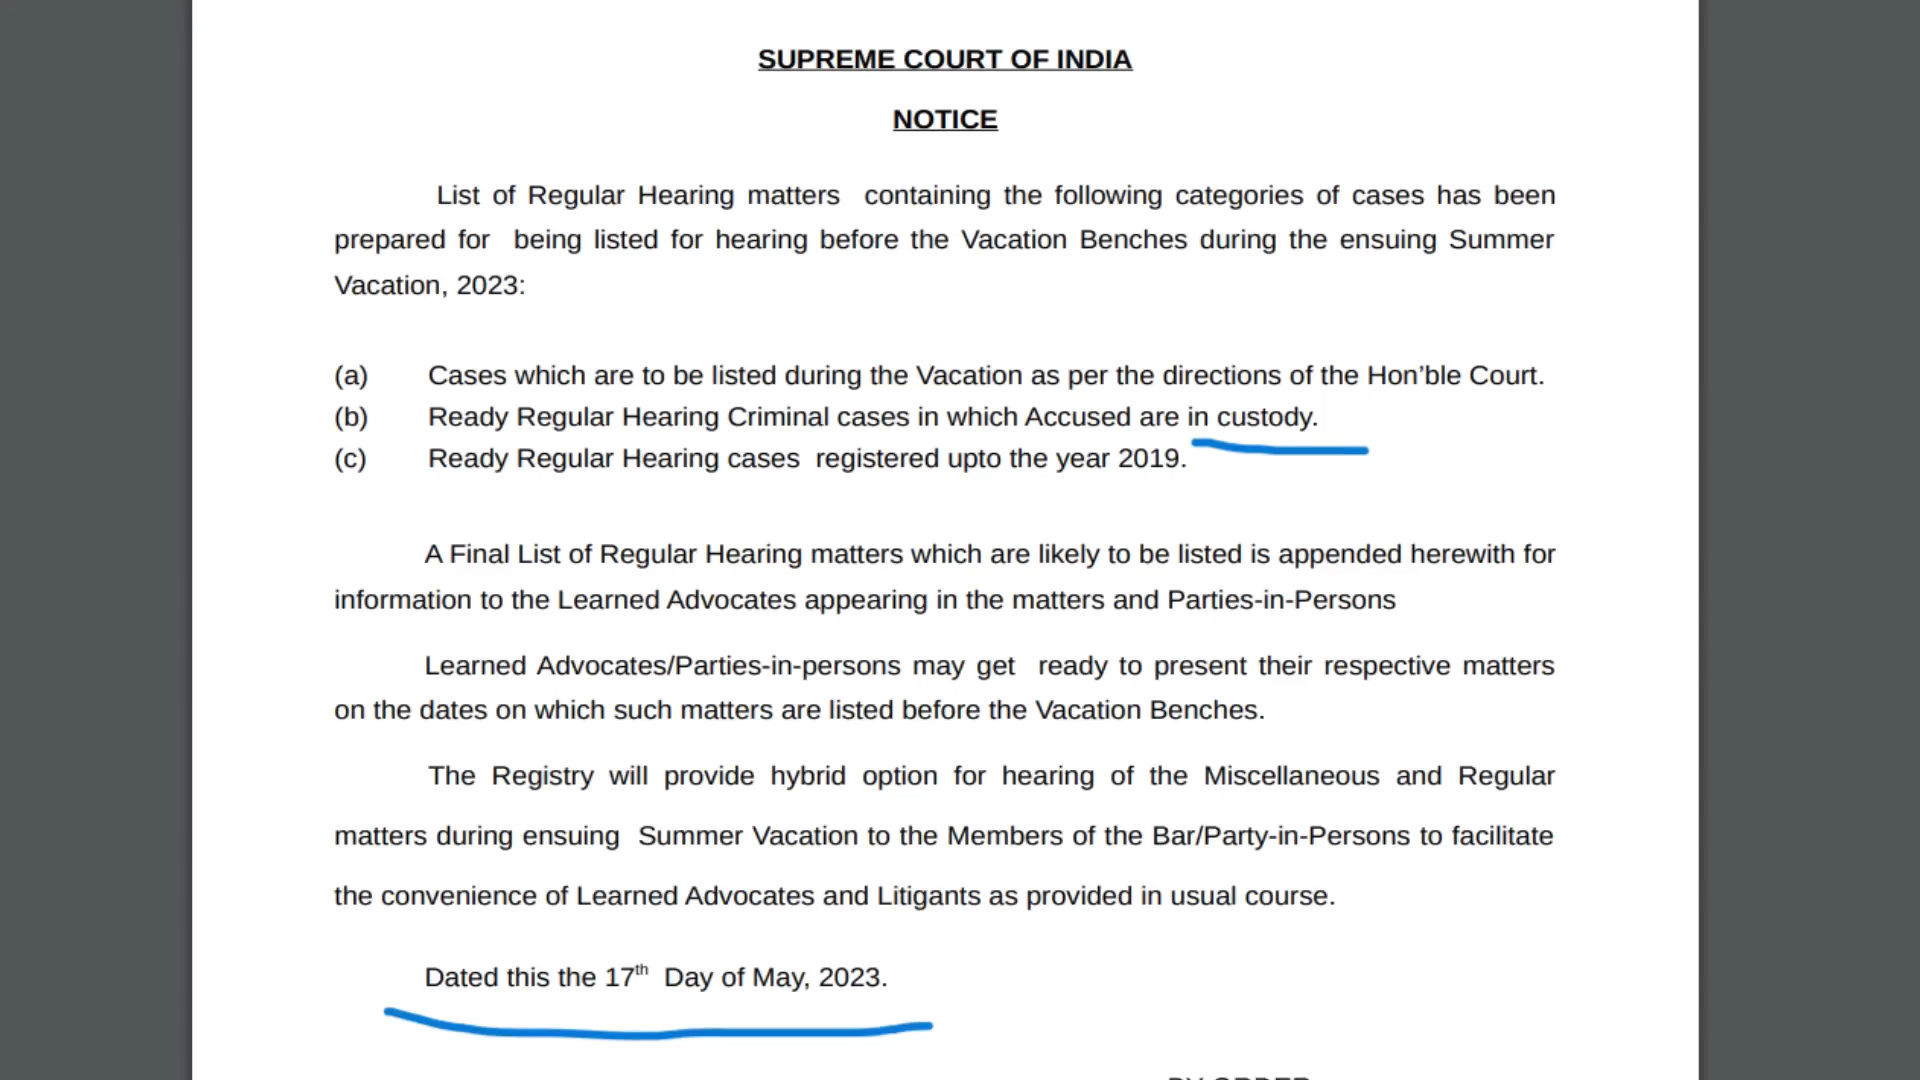 SUPREME COURT OF INDIA
NOTICE
List of Regular Hearing matters containing the following categories of cases has been
prepared for being listed for hearing before the Vacation Benches during the ensuing Summer
Vacation, 2023:
(a) Cases which are to be listed during the Vacation as per the directions of the Hon’ble Court.
(b) Ready Regular Hearing Criminal cases in which Accused are in custody.
(c) Ready Regular Hearing cases registered upto the year 2019.
A Final List of Regular Hearing matters which are likely to be listed is appended herewith for
information to the Learned Advocates appearing in the matters and Parties-in-Persons
Learned Advocates/Parties-in-persons may get ready to present their respective matters
on the dates on which such matters are listed before the Vacation Benches.
The Registry will provide hybrid option for hearing of the Miscellaneous and Regular
matters during ensuing Summer Vacation to the Members of the Bar/Party-in-Persons to facilitate
the convenience of Learned Advocates and Litigants as provided in usual course.
Dated this the 17th Day of May, 2023.